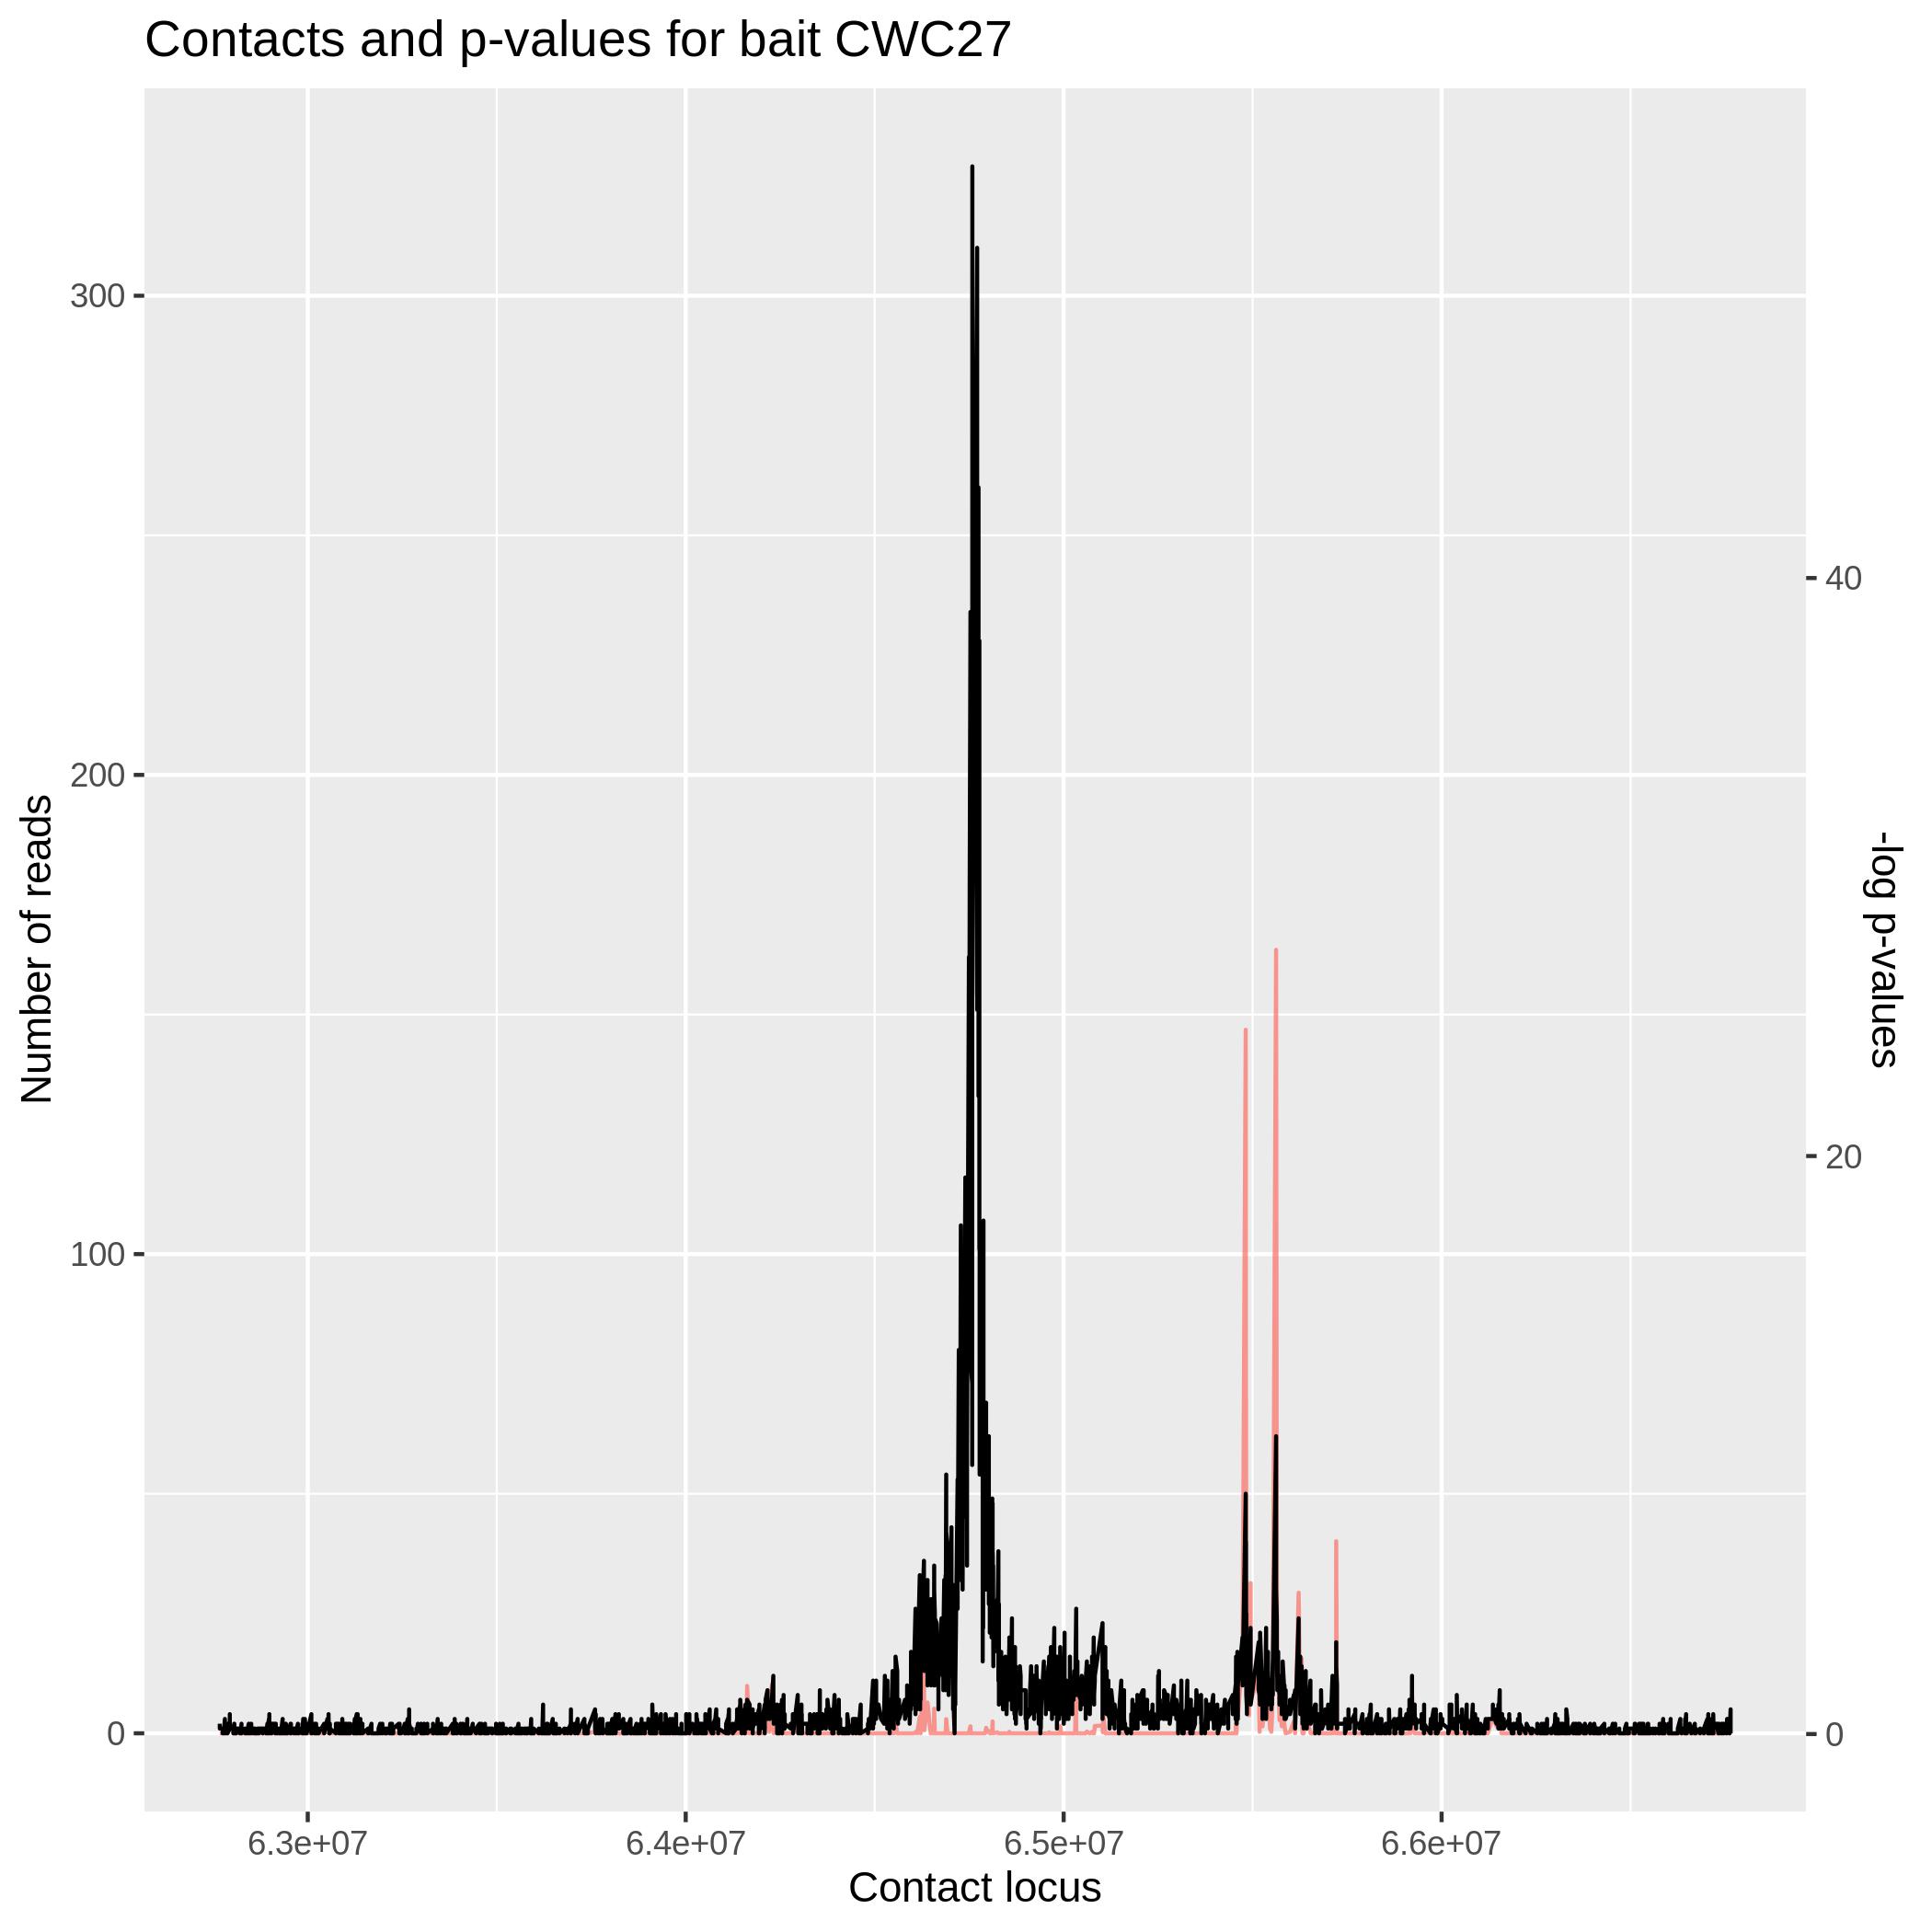 Contacts and p-values for bait CWC27
300
200
100
0
Number of reads
40
20
0
-log p-values
6.3e+07
6.4e+07
6.5e+07
6.6e+07
Contact locus